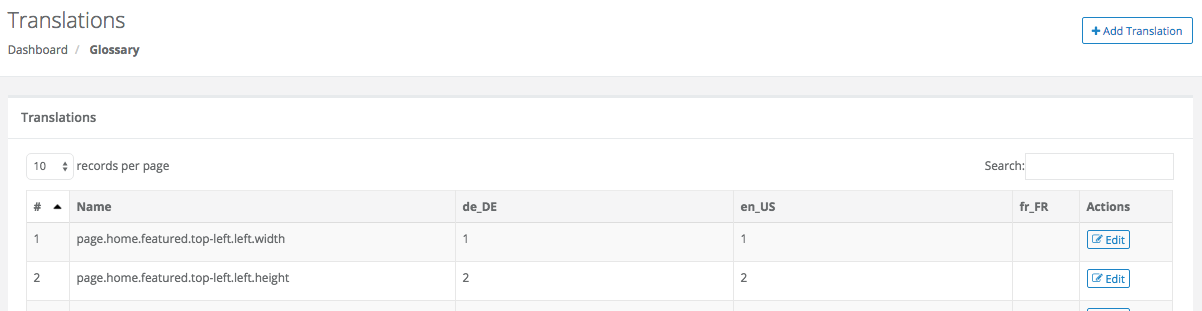 Translations
Dashboard / Glossary
+ Add Translation
Translations
10 records per page
Search:
# Name de_DE en_US fr_FR Actions
1 page.home.featured.top-left.left.width 1 1 Edit
2 page.home.featured.top-left.left.height 2 2 Edit